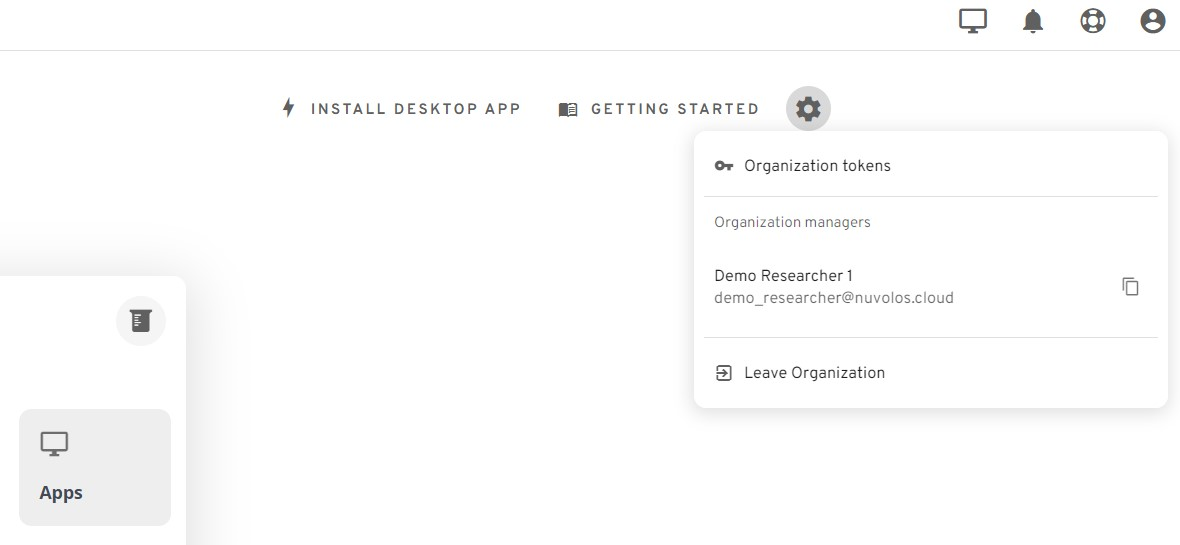 INSTALL DESKTOP APP
GETTING STARTED
Organization tokens
Organization managers
Demo Researcher 1
demo_researcher@nuvolos.cloud
Leave Organization
Apps